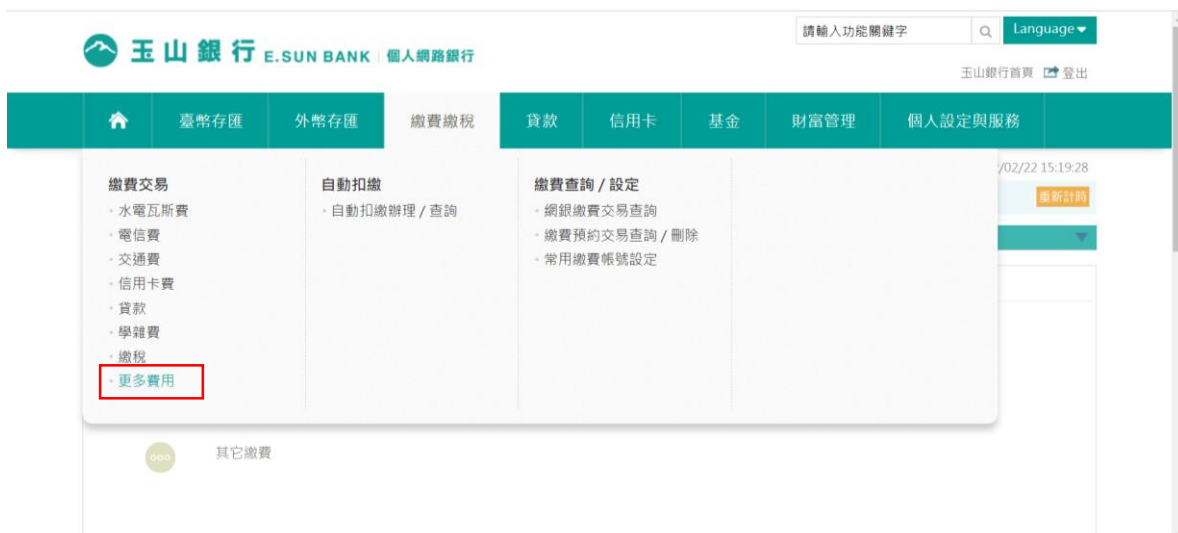 請輸入功能關鍵字
Language
玉山銀行 E.SUN BANK 個人網路銀行
玉山銀行首頁 登出
臺幣存匯 外幣存匯 繳費繳稅 貸款 信用卡 基金 財富管理 個人設定與服務
/02/22 15:19:28
重新計時
繳費交易
水電瓦斯費
電信費
交通費
信用卡費
貸款
學雜費
繳稅
更多費用
自動扣繳
自動扣繳辦理 / 查詢
繳費查詢 / 設定
網銀繳費交易查詢
繳費預約交易查詢 / 刪除
常用繳費帳號設定
其它繳費